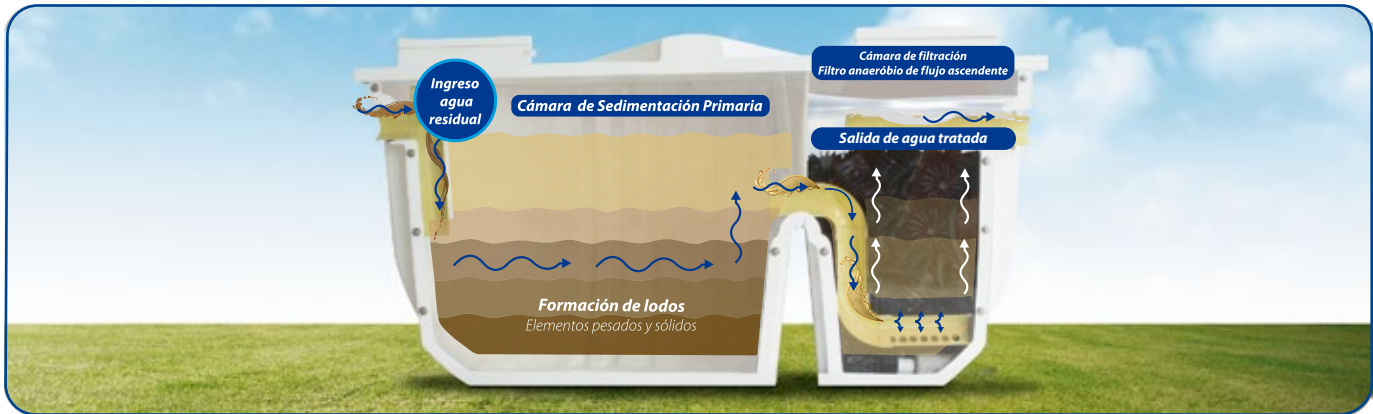 Ingreso
agua
residual
Cámara de Sedimentación Primaria
Cámara de filtración
Filtro anaeróbio de flujo ascendente
Salida de agua tratada
Formación de lodos
Elementos pesados y sólidos